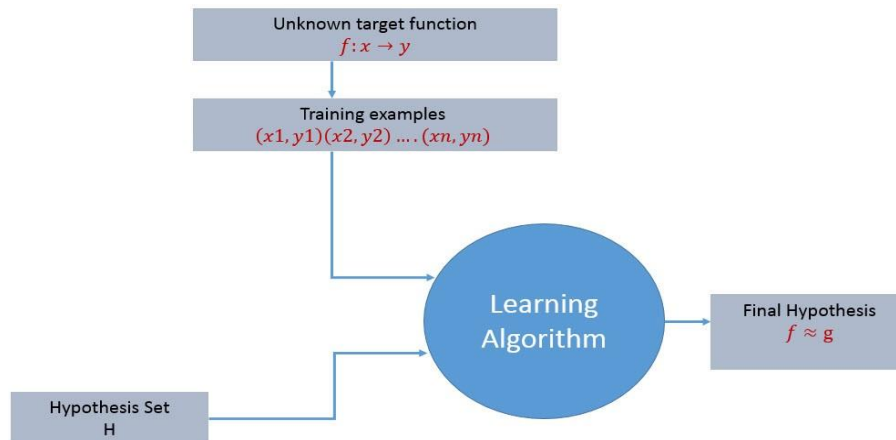 Unknown target function
f: x → y
Training examples
(x1, y1)(x2, y2) .... (xn, yn)
Learning
Algorithm
Final Hypothesis
f ≈ g
Hypothesis Set
H